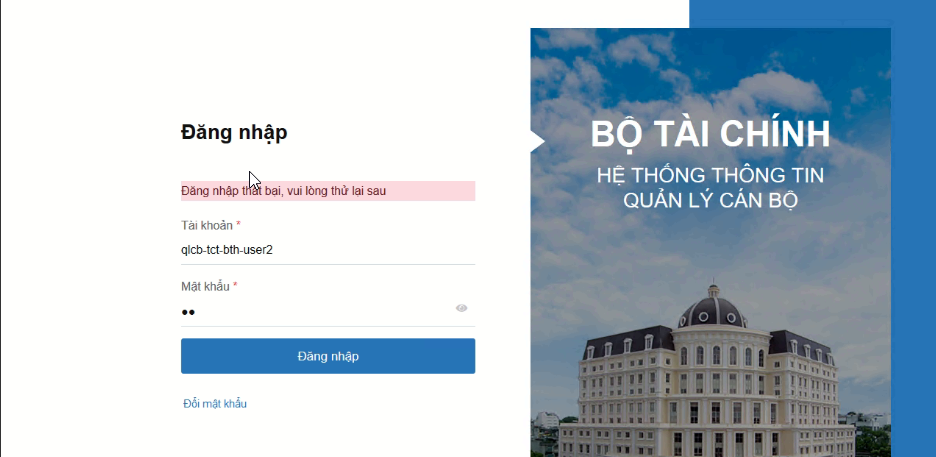 Đăng nhập
Đăng nhập thất bại, vui lòng thử lại sau
Tài khoản *
qlcb-tct-bth-user2
Mật khẩu *
●●
Đăng nhập
Đổi mật khẩu
BỘ TÀI CHÍNH
HỆ THỐNG THÔNG TIN
QUẢN LÝ CÁN BỘ